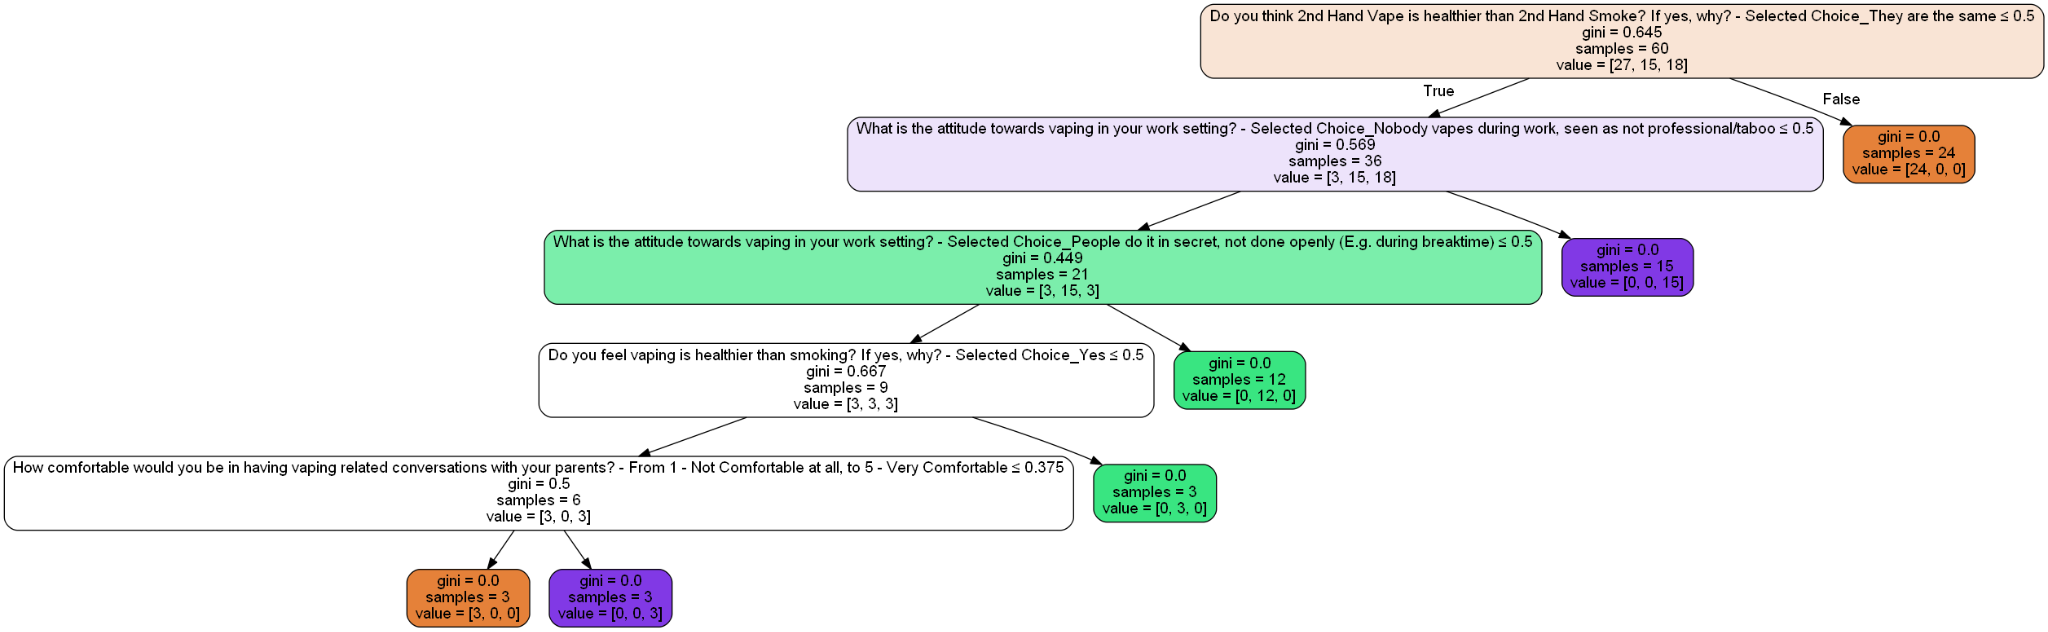 Do you think 2nd Hand Vape is healthier than 2nd Hand Smoke? If yes, why? - Selected Choice_They are the same ≤ 0.5
gini = 0.645
samples = 60
value = [27, 15, 18]
True
False
What is the attitude towards vaping in your work setting? - Selected Choice_Nobody vapes during work, seen as not professional/taboo ≤ 0.5
gini = 0.569
samples = 36
value = [3, 15, 18]
gini = 0.0
samples = 24
value = [24, 0, 0]
What is the attitude towards vaping in your work setting? - Selected Choice_People do it in secret, not done openly (E.g. during breaktime) ≤ 0.5
gini = 0.449
samples = 21
value = [3, 15, 3]
gini = 0.0
samples = 15
value = [0, 0, 15]
Do you feel vaping is healthier than smoking? If yes, why? - Selected Choice_Yes ≤ 0.5
gini = 0.667
samples = 9
value = [3, 3, 3]
gini = 0.0
samples = 12
value = [0, 12, 0]
How comfortable would you be in having vaping related conversations with your parents? - From 1 - Not Comfortable at all, to 5 - Very Comfortable ≤ 0.375
gini = 0.5
samples = 6
value = [3, 0, 3]
gini = 0.0
samples = 3
value = [0, 3, 0]
gini = 0.0
samples = 3
value = [3, 0, 0]
gini = 0.0
samples = 3
value = [0, 0, 3]